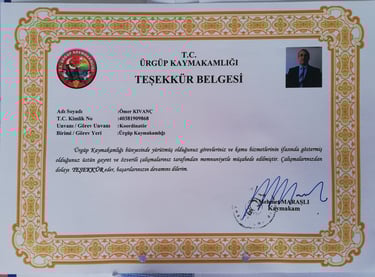 T.C.
ÜRGÜP KAYMAKAMLIĞI
TEŞEKKÜR BELGESİ
Adı Soyadı :Ömer KIVANÇ
T.C. Kimlik No :40381909868
Unvanı / Görev Unvanı :Koordinatör
Birimi / Görev Yeri :Ürgüp Kaymakamlığı
Ürgüp Kaymakamlığı bünyesinde yürütmüş olduğunuz görevleriniz ve kamu hizmetlerinin ifasında göstermiş
olduğunuz üstün gayret ve özverili çalışmalarınız tarafımdan memnuniyetle müşahede edilmiştir. Çalışmalarınızdan
dolayı TEŞEKKÜR eder, başarılarınızın devamını dilerim.
Mehmet MARAŞLI
Kaymakam